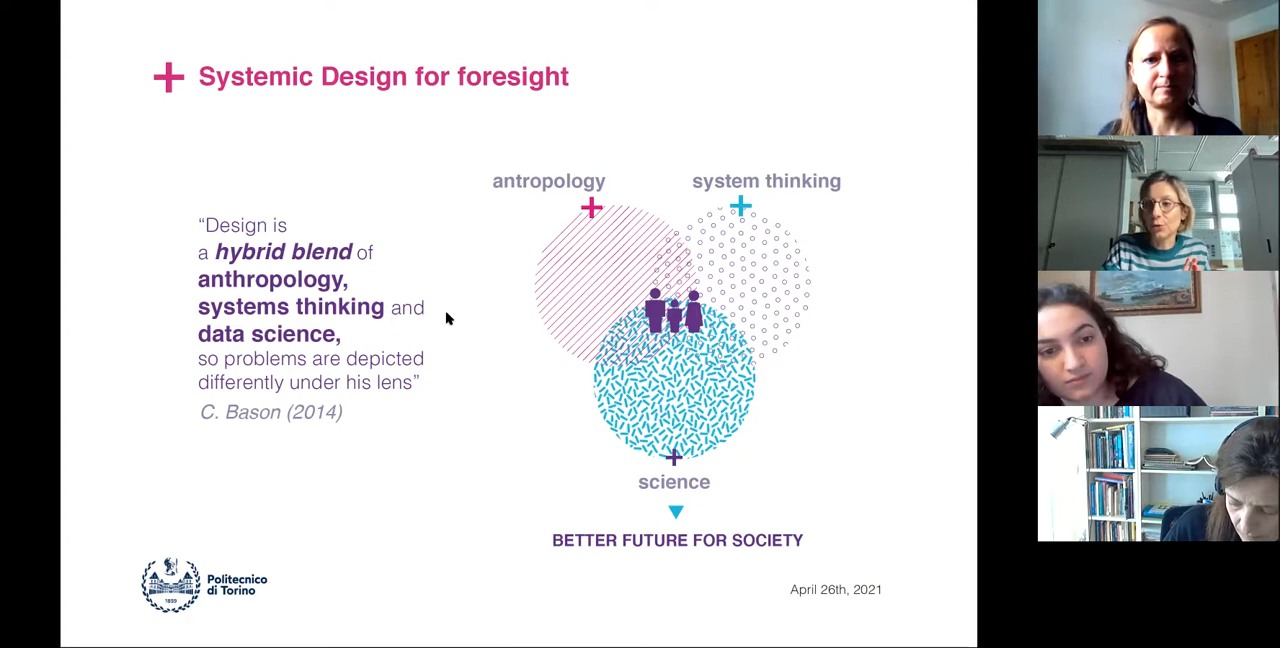 Systemic Design for foresight
“Design is
a hybrid blend of
anthropology,
systems thinking and
data science,
so problems are depicted
differently under his lens”
C. Bason (2014)
antropology
system thinking
science
BETTER FUTURE FOR SOCIETY
Politecnico
di Torino
1859
April 26th, 2021